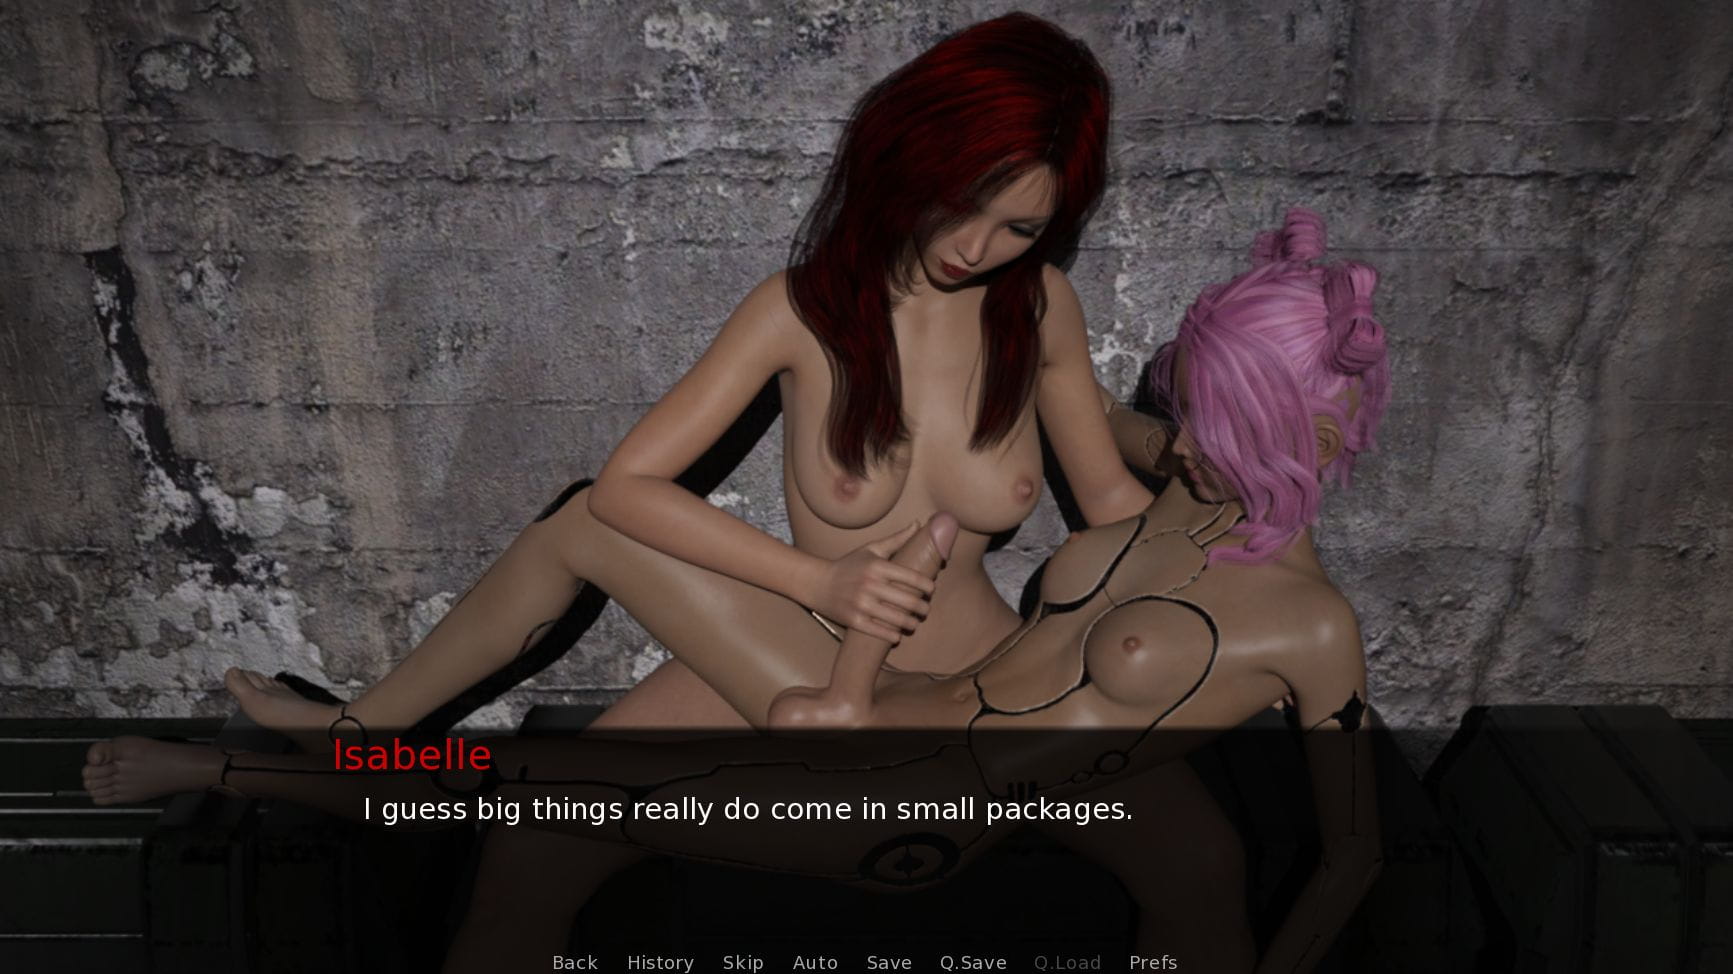 Isabelle
I guess big things really do come in small packages.
Back History Skip Auto Save Q.Save Q.Load Prefs